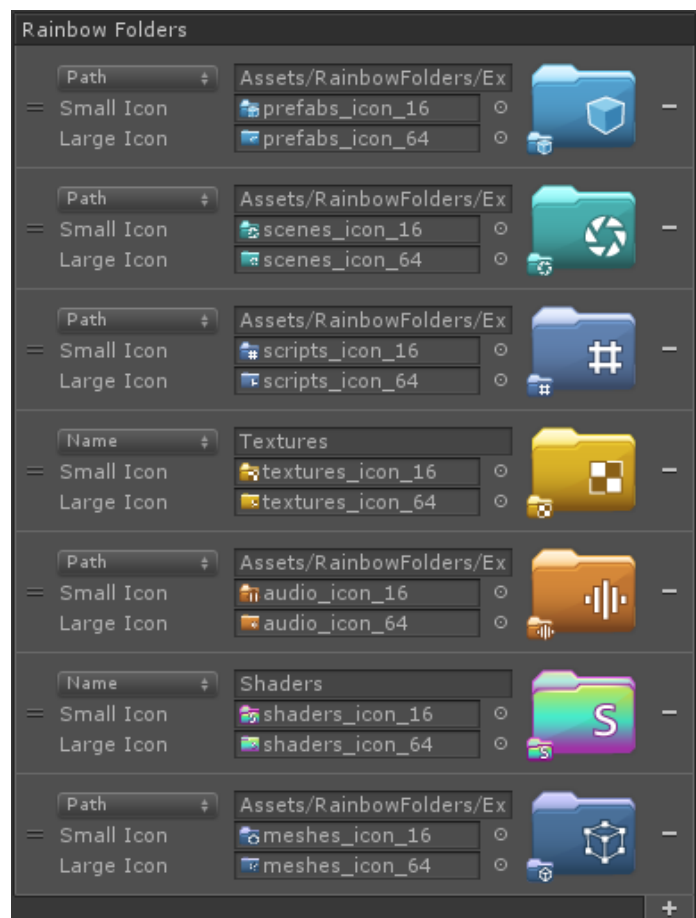 Rainbow Folders
Path Assets/RainbowFolders/Ex
Small Icon prefabs_icon_16
Large Icon prefabs_icon_64
Path Assets/RainbowFolders/Ex
Small Icon scenes_icon_16
Large Icon scenes_icon_64
Path Assets/RainbowFolders/Ex
Small Icon scripts_icon_16
Large Icon scripts_icon_64
Name Textures
Small Icon textures_icon_16
Large Icon textures_icon_64
Path Assets/RainbowFolders/Ex
Small Icon audio_icon_16
Large Icon audio_icon_64
Name Shaders
Small Icon shaders_icon_16
S
Large Icon shaders_icon_64
Path Assets/RainbowFolders/Ex
Small Icon meshes_icon_16
Large Icon meshes_icon_64